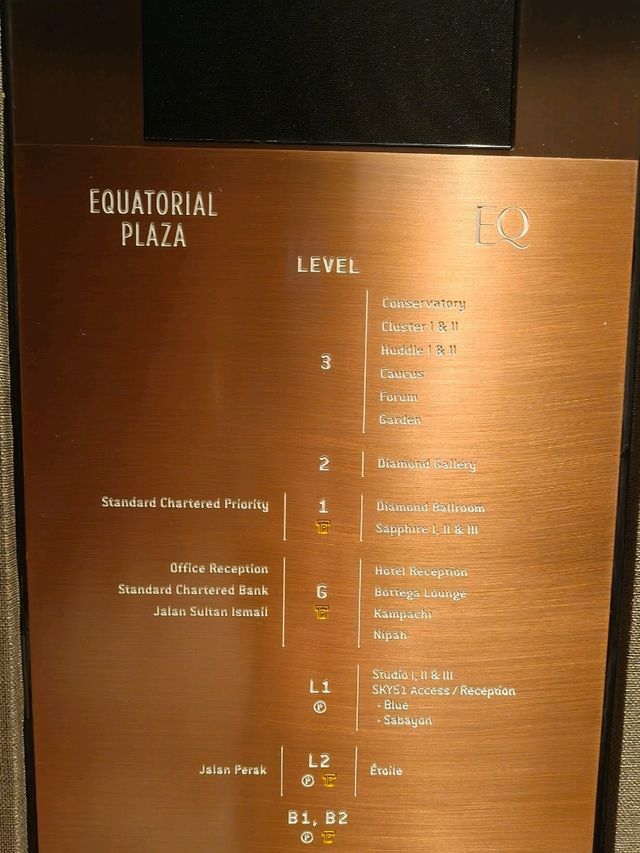 EQUATORIAL
PLAZA
EQ
LEVEL
3
Conservatory
Cluster I & II
Huddle I & II
Caucus
Forum
Garden
2
Diamond Gallery
Standard Chartered Priority
1
E
Diamond Ballroom
Sapphire I, II & III
Office Reception
Standard Chartered Bank
Jalan Sultan Ismail
G
E
Hotel Reception
Bottega Lounge
Kampachi
Nipah
L1
P
Studio I, II & III
SKY51 Access / Reception
- Blue
- Sabayon
Jalan Perak
L2
P E
Étoile
B1, B2
P E